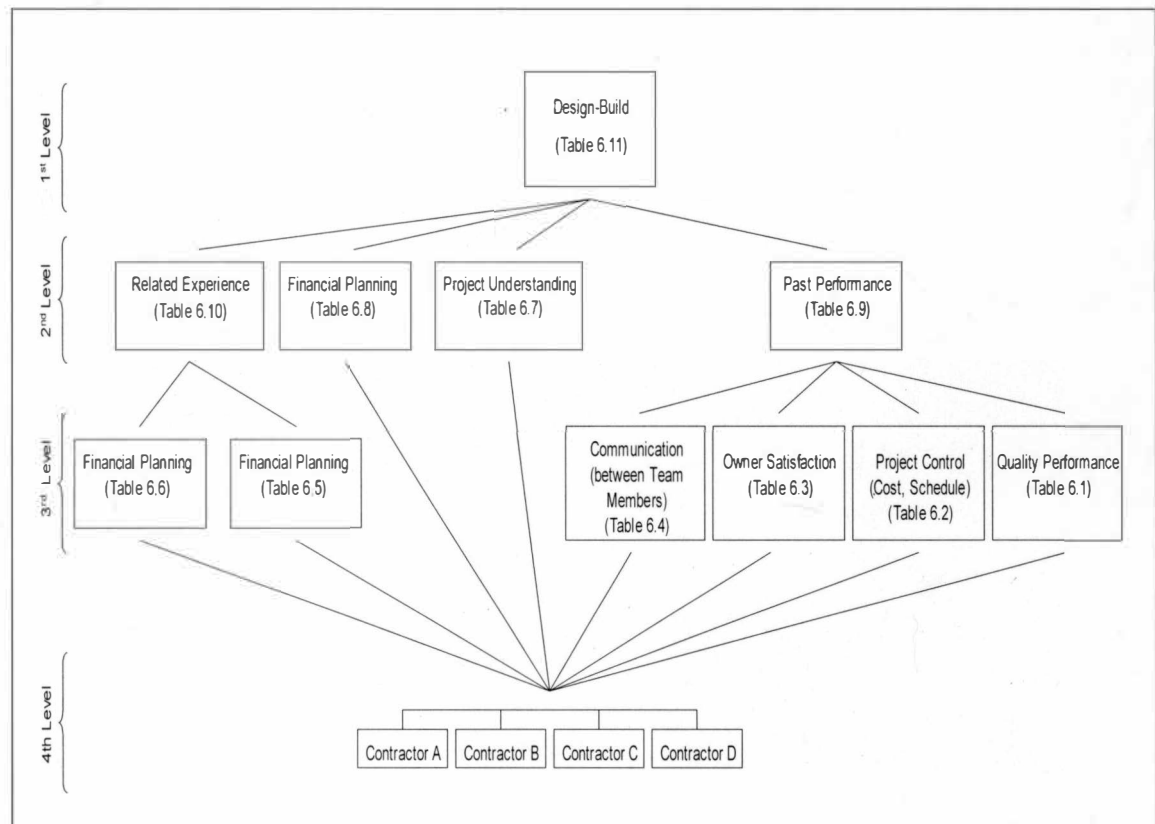 1st Level
Design-Build
(Table 6.11)
2nd Level
Related Experience
(Table 6.10)
Financial Planning
(Table 6.8)
Project Understanding
(Table 6.7)
Past Performance
(Table 6.9)
3rd Level
Financial Planning
(Table 6,6)
Financial Planning
(Table 6.5)
Communication
(between Team
Members)
(Table 6.4)
Owner Satisfaction
(Table 6.3)
Project Control
(Cost, Schedule)
(Table 6.2)
Quality Performance
(Table 6.1)
4th Level
Contractor A
Contractor B
Contractor C
Contractor D